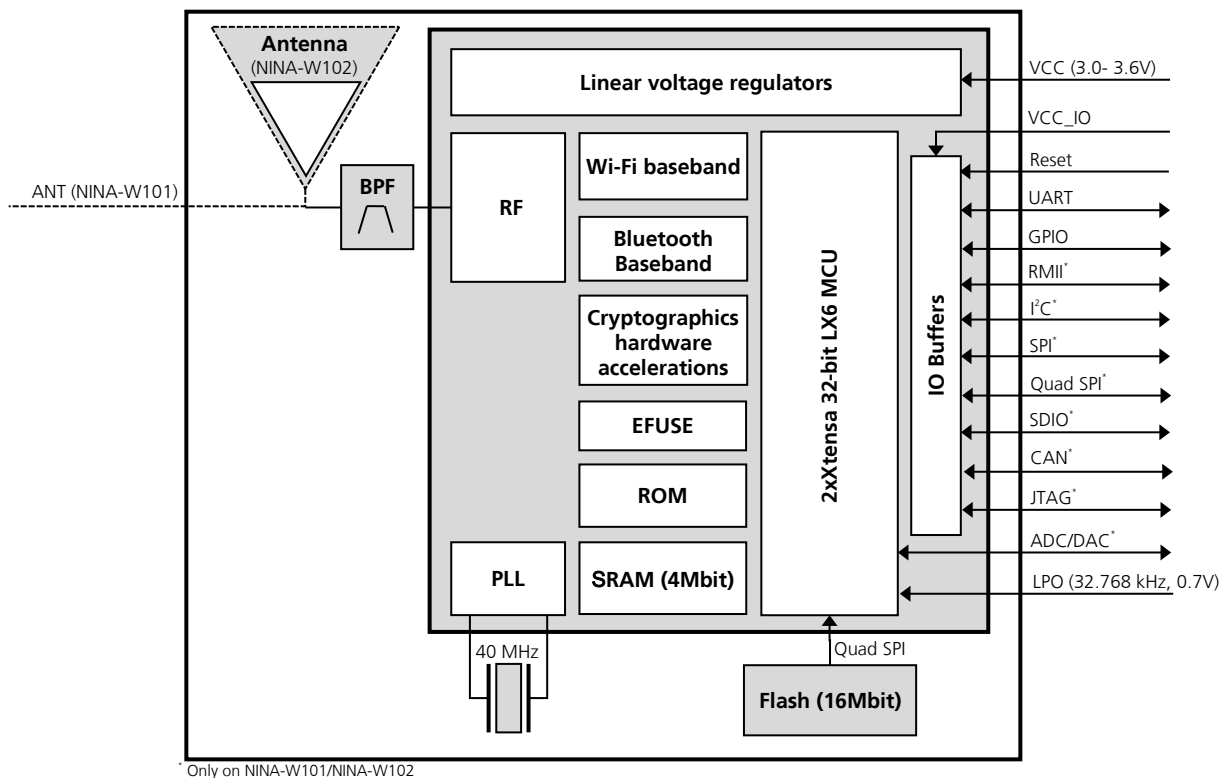 Antenna
(NINA-W102)
ANT (NINA-W101)
BPF
Linear voltage regulators
RF
Wi-Fi baseband
Bluetooth
Baseband
Cryptographics
hardware
accelerations
EFUSE
ROM
SRAM (4Mbit)
PLL
40 MHz
2xXtensa 32-bit LX6 MCU
IO Buffers
Quad SPI
Flash (16Mbit)
VCC (3.0- 3.6V)
VCC_IO
Reset
UART
GPIO
RMII*
I²C*
SPI*
Quad SPI*
SDIO*
CAN*
JTAG*
ADC/DAC*
LPO (32.768 kHz, 0.7V)
* Only on NINA-W101/NINA-W102